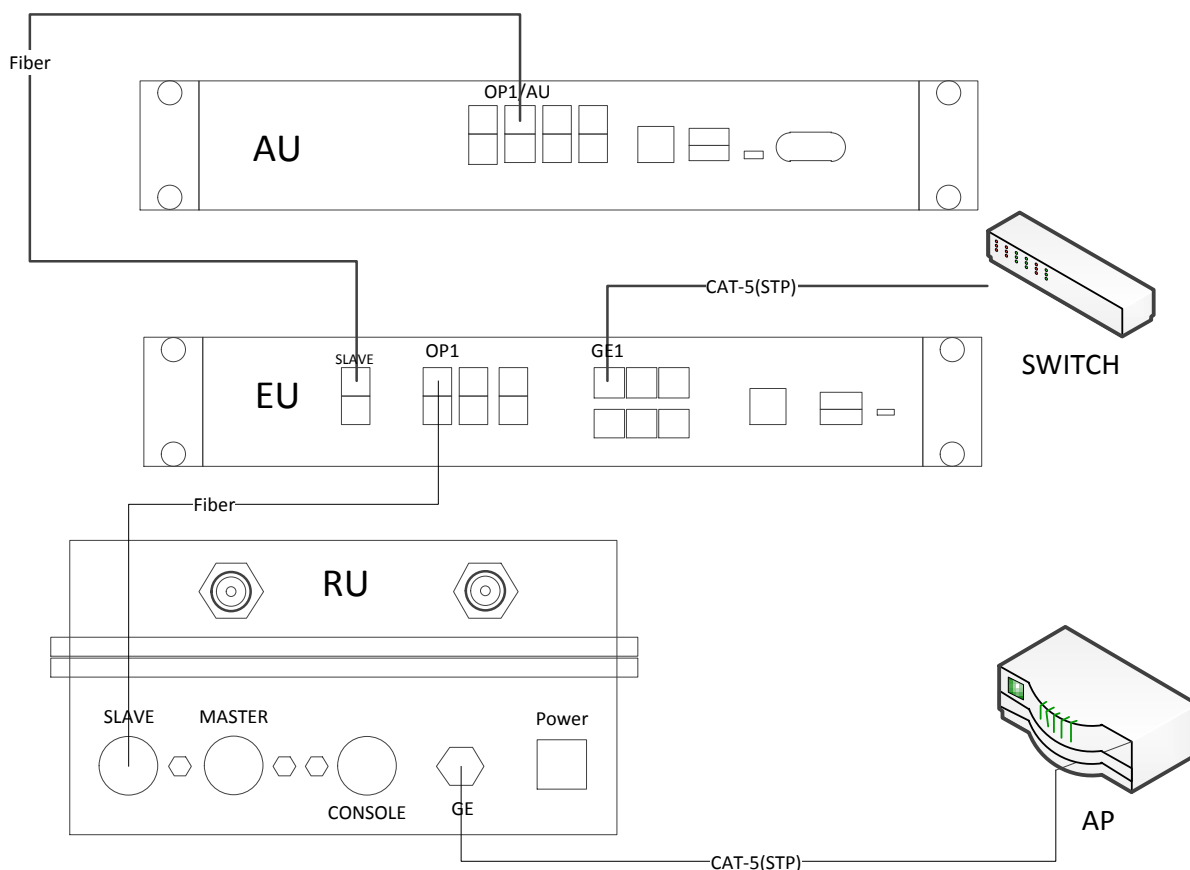 Fiber
OP1/AU
AU
CAT-5(STP)
SWITCH
SLAVE
OP1
GE1
EU
Fiber
RU
SLAVE
MASTER
Power
CONSOLE
GE
AP
CAT-5(STP)